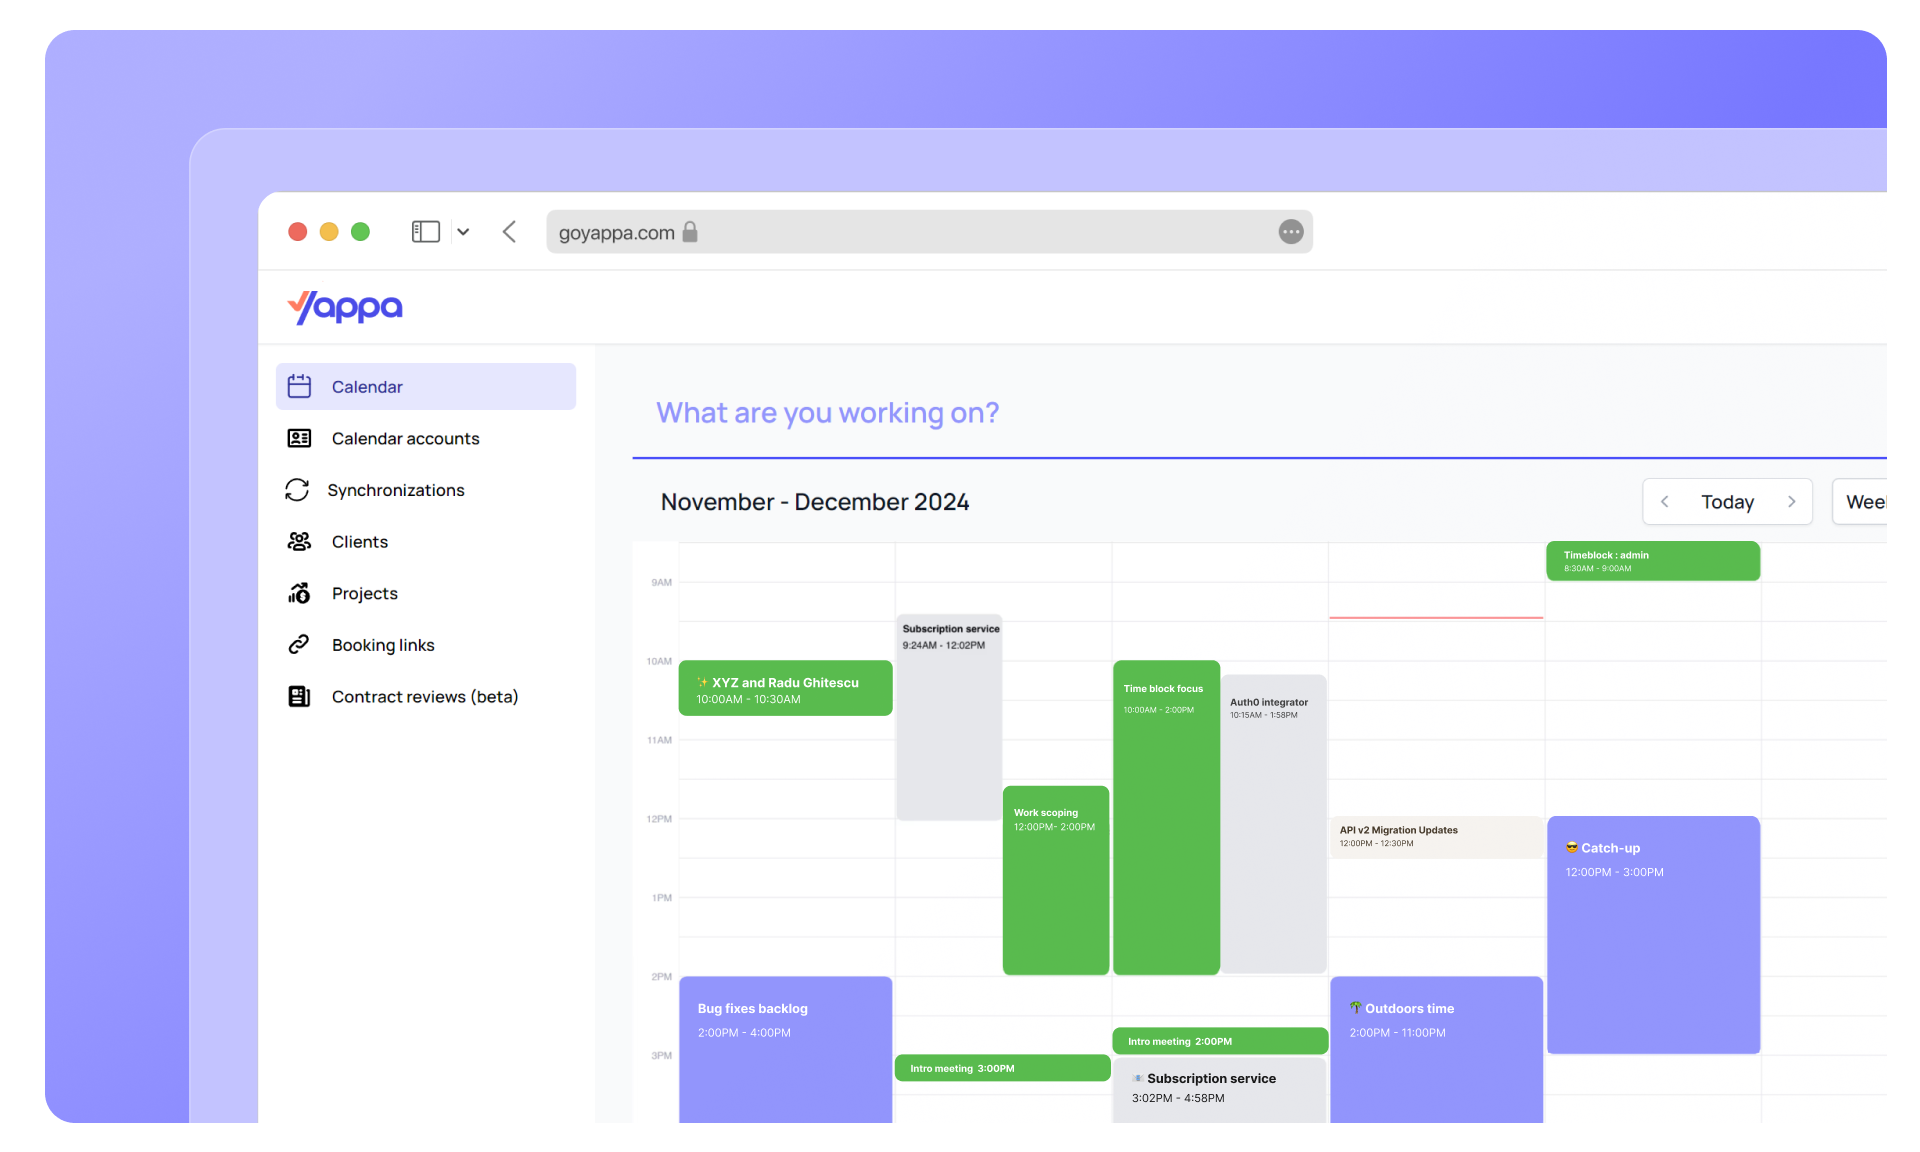 goyappa.com
Yappa
Calendar
Calendar accounts
Synchronizations
Clients
Projects
Booking links
Contract reviews (beta)
What are you working on?
November - December 2024
Today
Timeblock : admin
8:30AM - 9:00AM
9AM
Subscription service
9:24AM - 12:02PM
10AM
✨ XYZ and Radu Ghitescu
10:00AM - 10:30AM
Time block focus
10:00AM - 2:00PM
Auth0 integrator
10:15AM - 1:58PM
11AM
Work scoping
12:00PM- 2:00PM
12PM
API v2 Migration Updates
12:00PM - 12:30PM
😎 Catch-up
12:00PM - 3:00PM
1PM
2PM
Bug fixes backlog
2:00PM - 4:00PM
🌴 Outdoors time
2:00PM - 11:00PM
Intro meeting 2:00PM
3PM
Intro meeting 3:00PM
Subscription service
3:02PM - 4:58PM